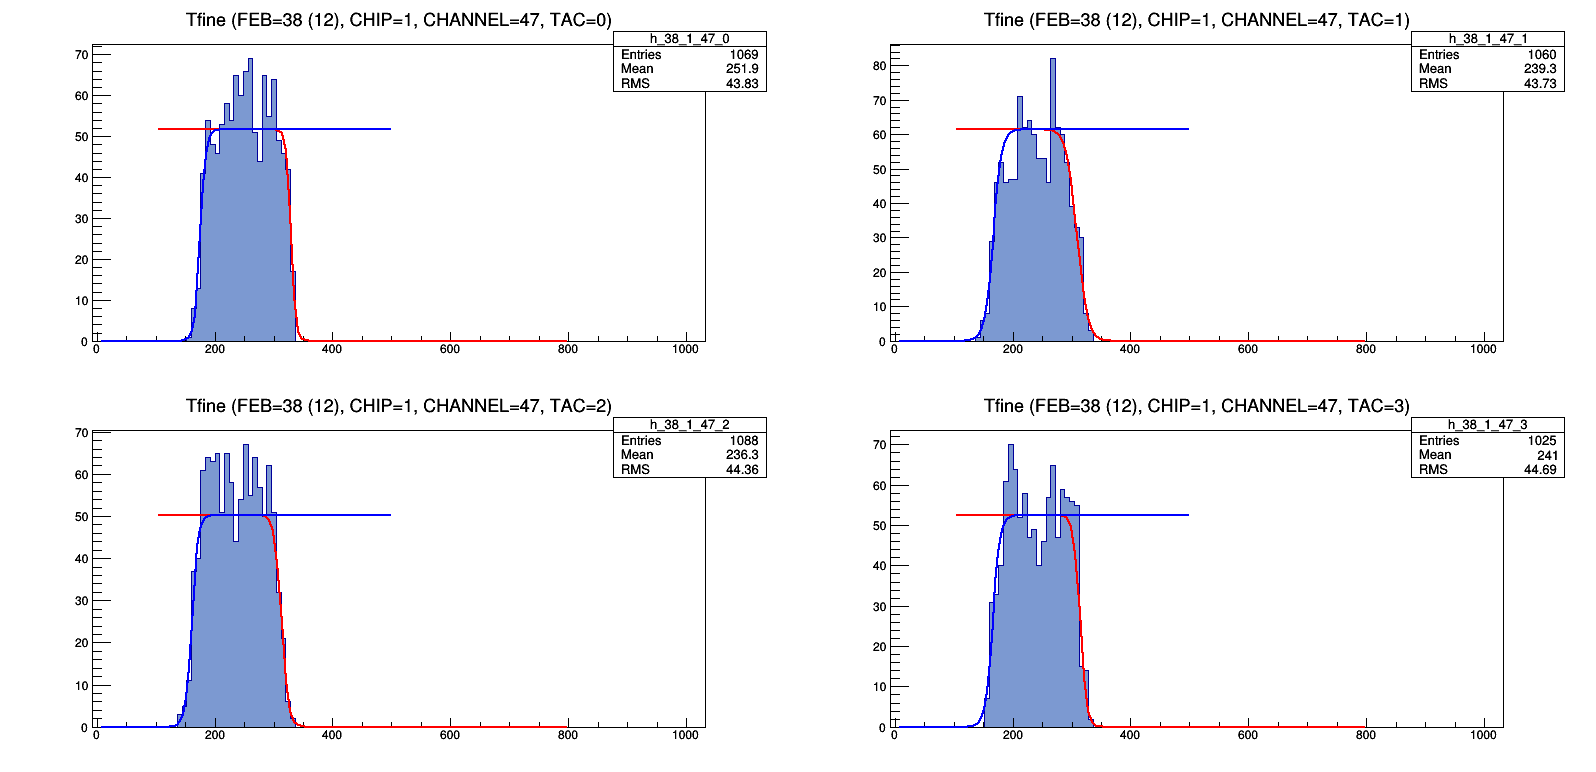 Tfine (FEB=38 (12), CHIP=1, CHANNEL=47, TAC=0)
h_38_1_47_0
Entries 1069
Mean 251.9
RMS 43.83
70
60
50
40
30
20
10
0
0 200 400 600 800 1000
Tfine (FEB=38 (12), CHIP=1, CHANNEL=47, TAC=1)
h_38_1_47_1
Entries 1060
Mean 239.3
RMS 43.73
80
70
60
50
40
30
20
10
0
0 200 400 600 800 1000
Tfine (FEB=38 (12), CHIP=1, CHANNEL=47, TAC=2)
h_38_1_47_2
Entries 1088
Mean 236.3
RMS 44.36
70
60
50
40
30
20
10
0
0 200 400 600 800 1000
Tfine (FEB=38 (12), CHIP=1, CHANNEL=47, TAC=3)
h_38_1_47_3
Entries 1025
Mean 241
RMS 44.69
70
60
50
40
30
20
10
0
0 200 400 600 800 1000